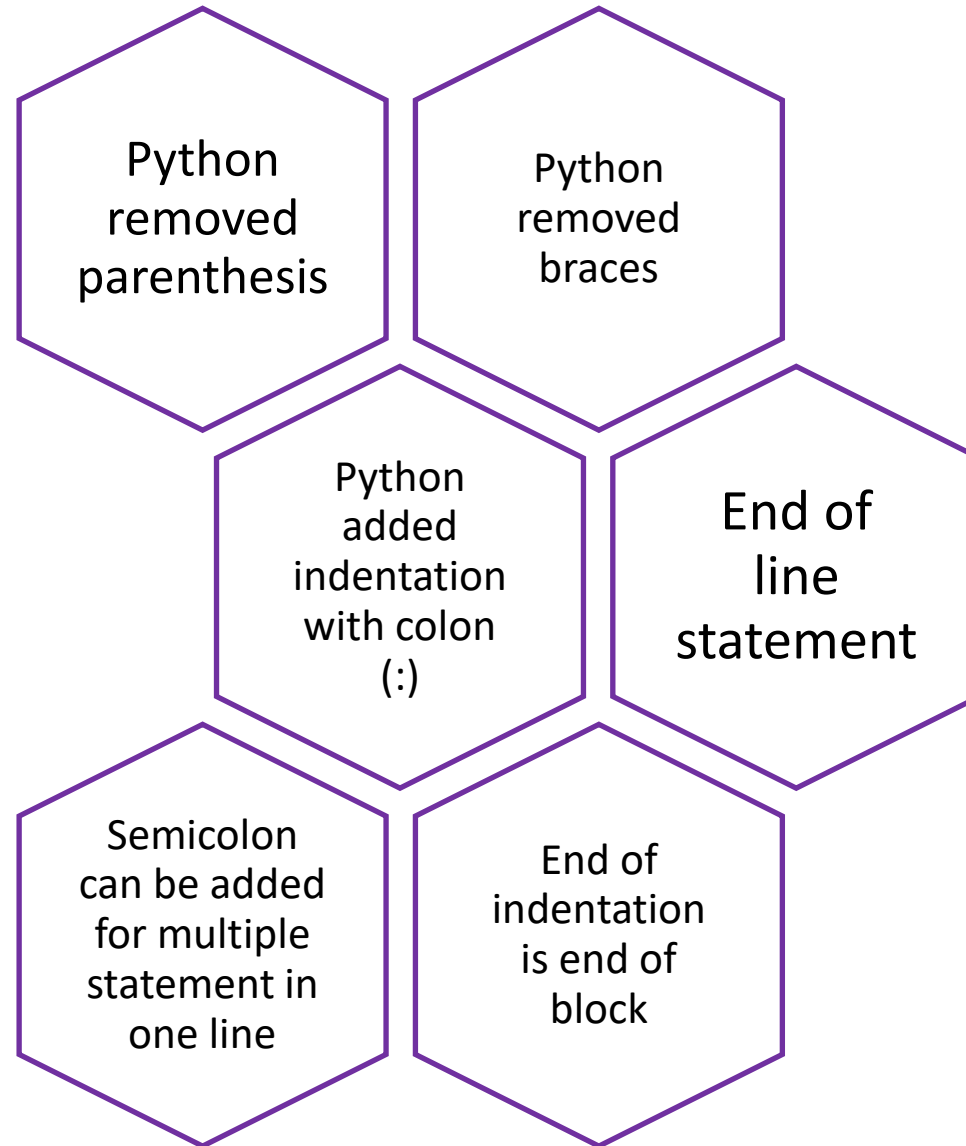 Python
removed
parenthesis
Python
removed
braces
Python
added
indentation
with colon
(:)
End of
line
statement
Semicolon
can be added
for multiple
statement in
one line
End of
indentation
is end of
block